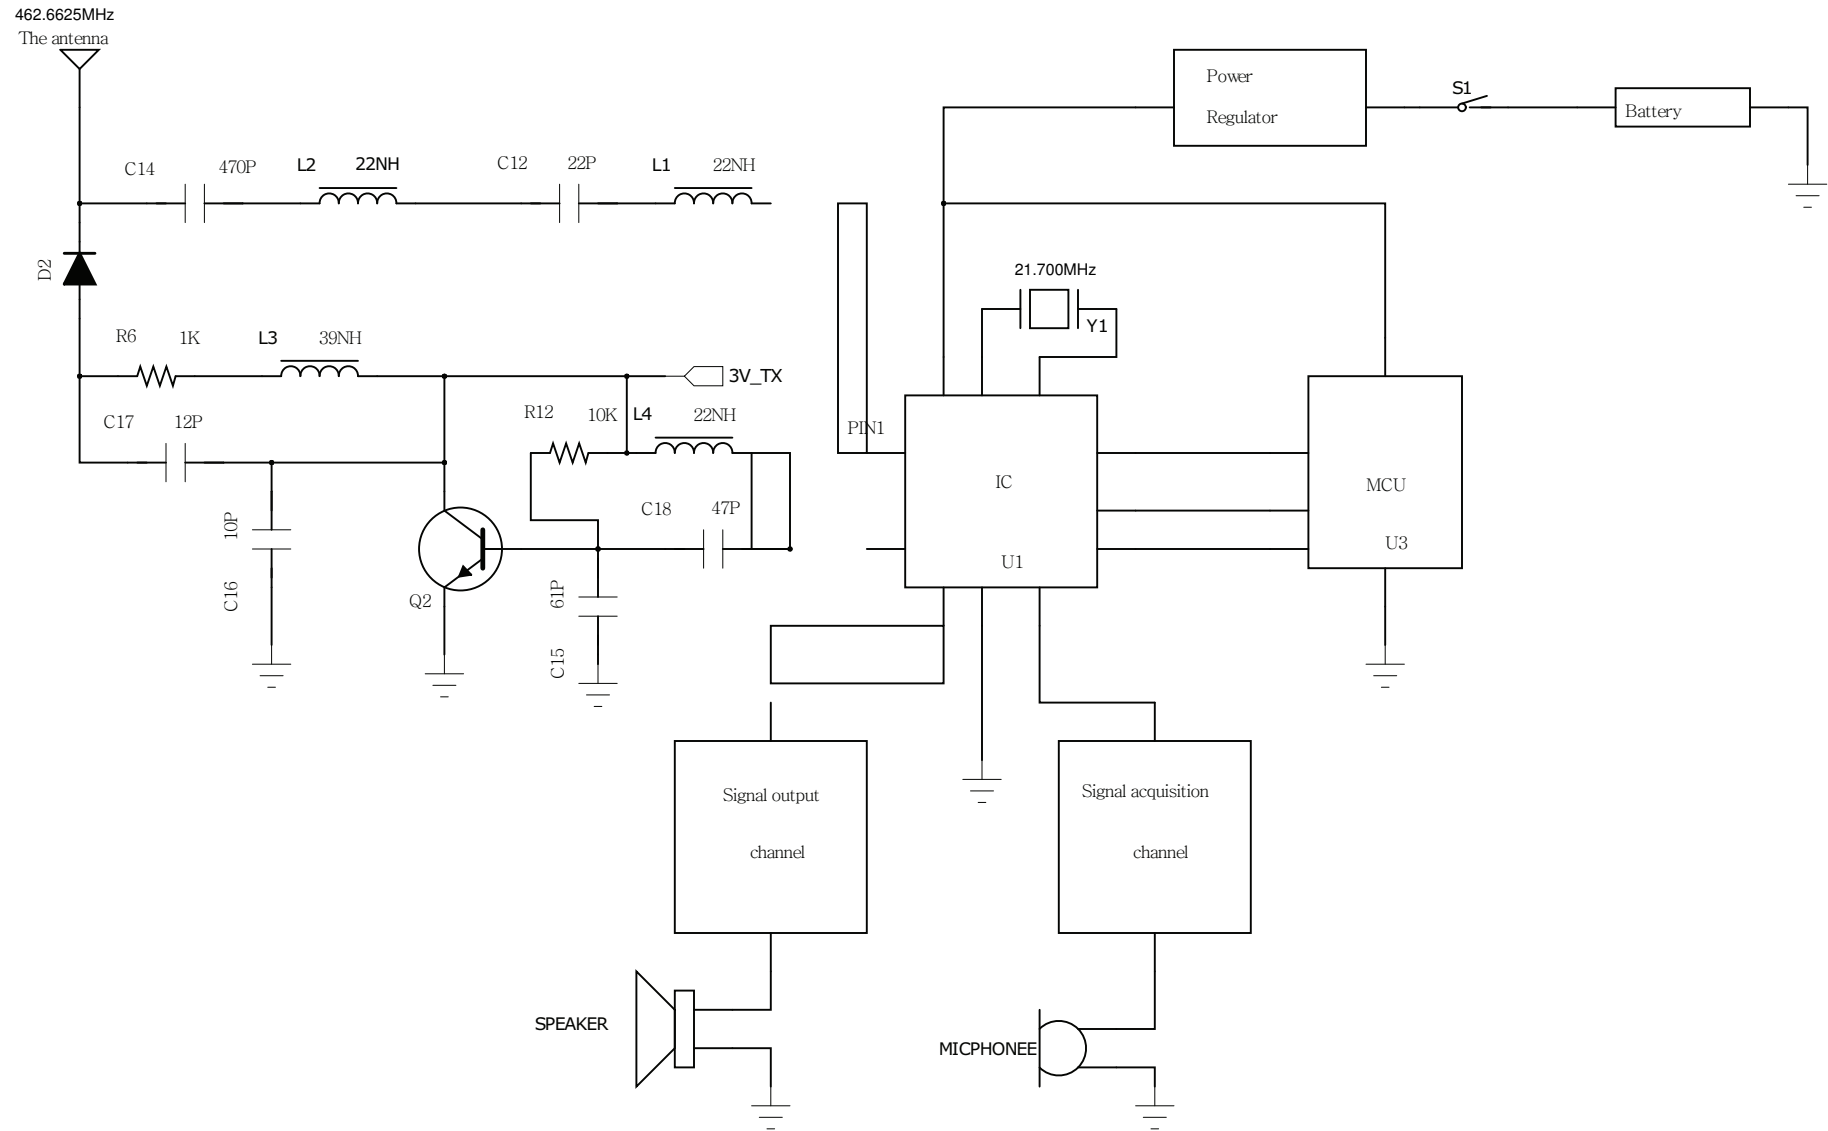 462.6625MHz
The antenna
Power
Regulator
S1
Battery
C14
470P
L2
22NH
C12
22P
L1
22NH
D2
21.700MHz
Y1
R6
1K
L3
39NH
3V_TX
C17
12P
R12
10K
L4
22NH
PIN1
IC
U1
MCU
U3
C18
47P
10P
C16
Q2
61P
C15
Signal output
channel
Signal acquisition
channel
SPEAKER
MICPHONEE